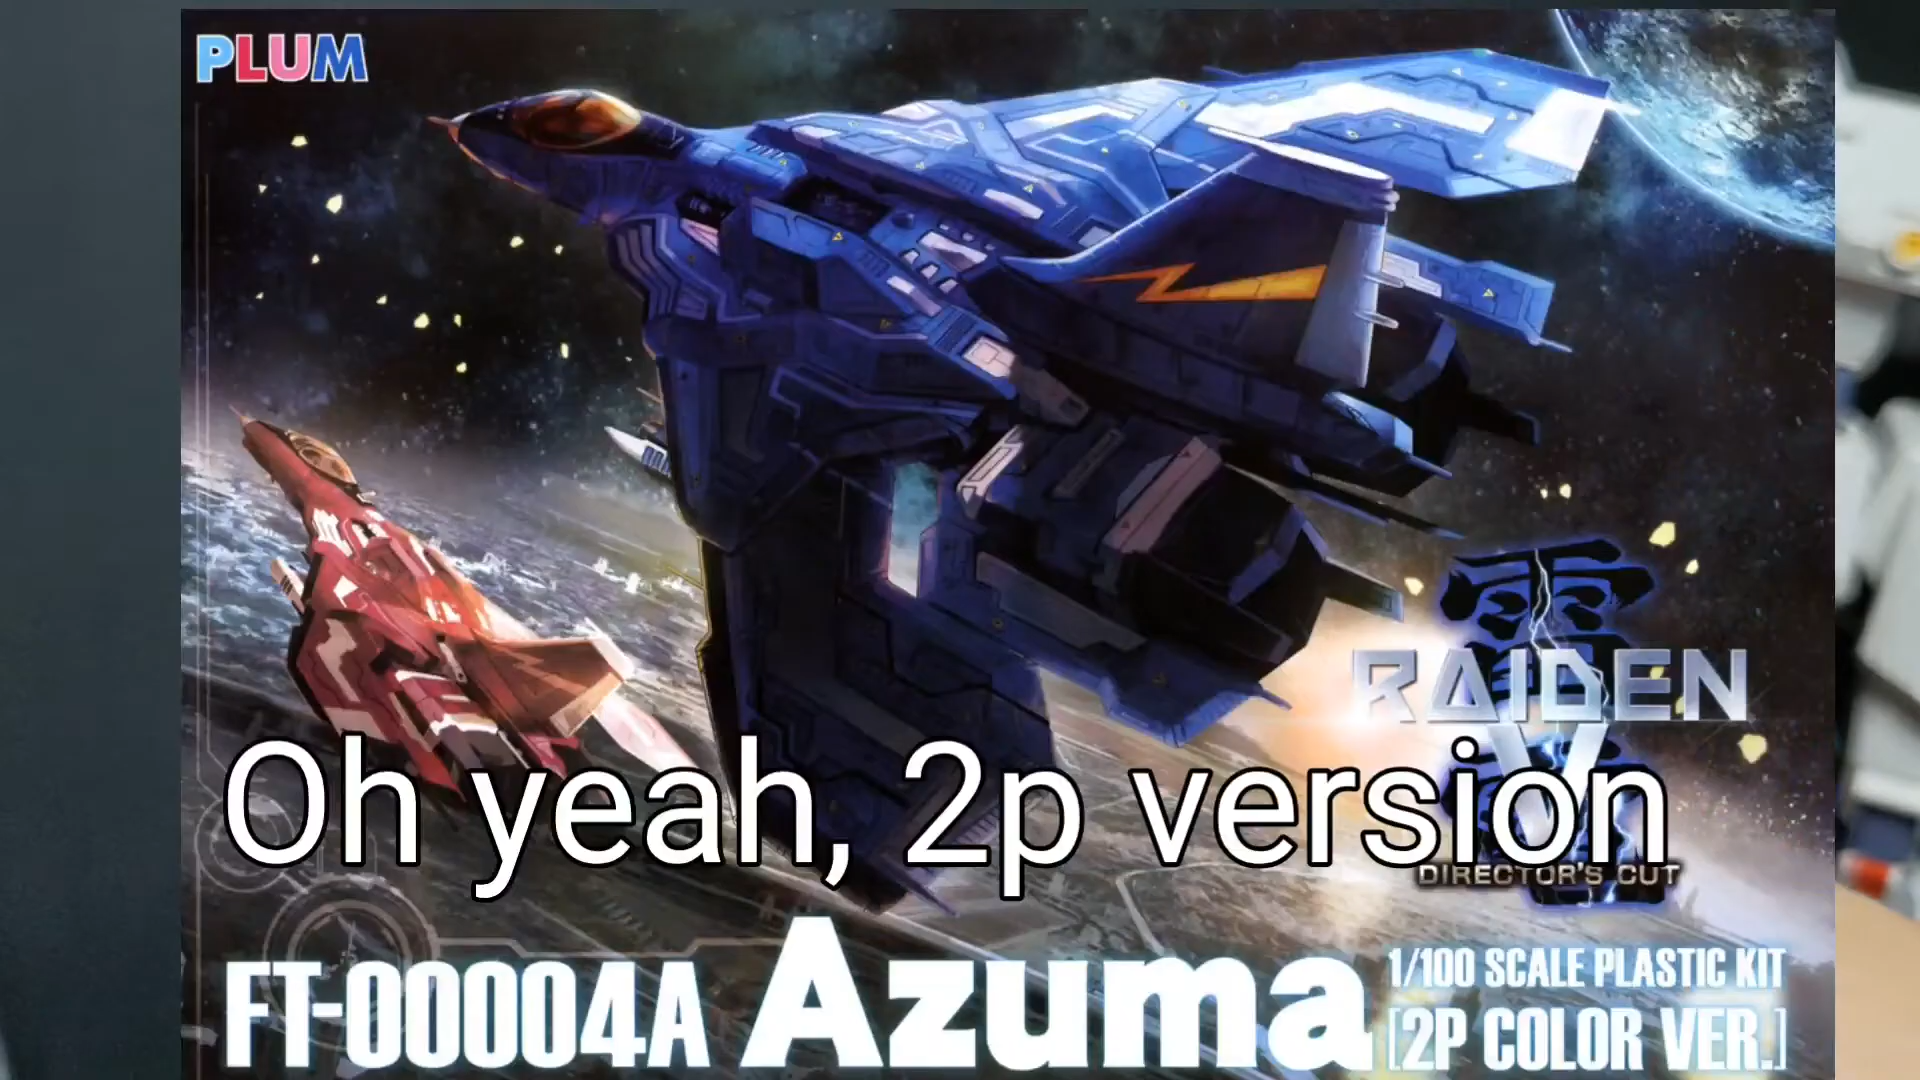 PLUM
雷
RAIDEN
V
Oh yeah, 2p version
DIRECTOR'S CUT
FT-00004A Azuma
1/100 SCALE PLASTIC KIT
[2P COLOR VER.]